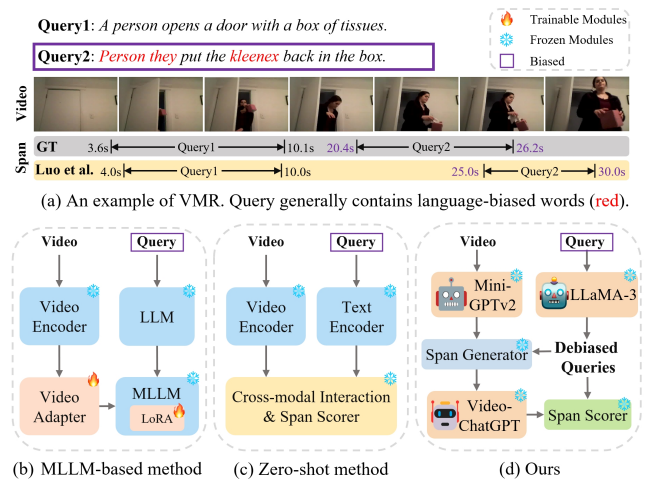 Query1: A person opens a door with a box of tissues.
Query2: Person they put the kleenex back in the box.
Trainable Modules
Frozen Modules
Biased
Video
Span
GT 3.6s Query1 10.1s 20.4s Query2 26.2s
Luo et al. 4.0s Query1 10.0s 25.0s Query2 30.0s
(a) An example of VMR. Query generally contains language-biased words (red).
Video Query
Video Encoder
LLM
Video Adapter
MLLM
LoRA
(b) MLLM-based method
Video Query
Video Encoder
Text Encoder
Cross-modal Interaction
& Span Scorer
(c) Zero-shot method
Video Query
Mini-
GPTv2
LLaMA-3
Span Generator
Debiased
Queries
Video-
ChatGPT
Span Scorer
(d) Ours